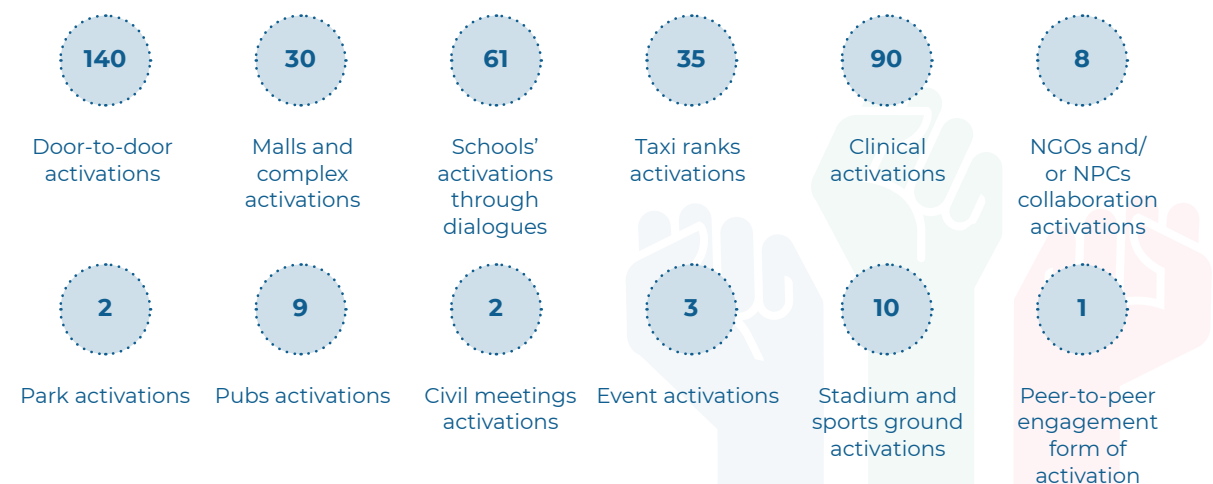 140
Door-to-door
activations
30
Malls and
complex
activations
61
Schools’
activations
through
dialogues
35
Taxi ranks
activations
90
Clinical
activations
8
NGOs and/
or NPCs
collaboration
activations
2
Park activations
9
Pubs activations
2
Civil meetings
activations
3
Event activations
10
Stadium and
sports ground
activations
1
Peer-to-peer
engagement
form of
activation